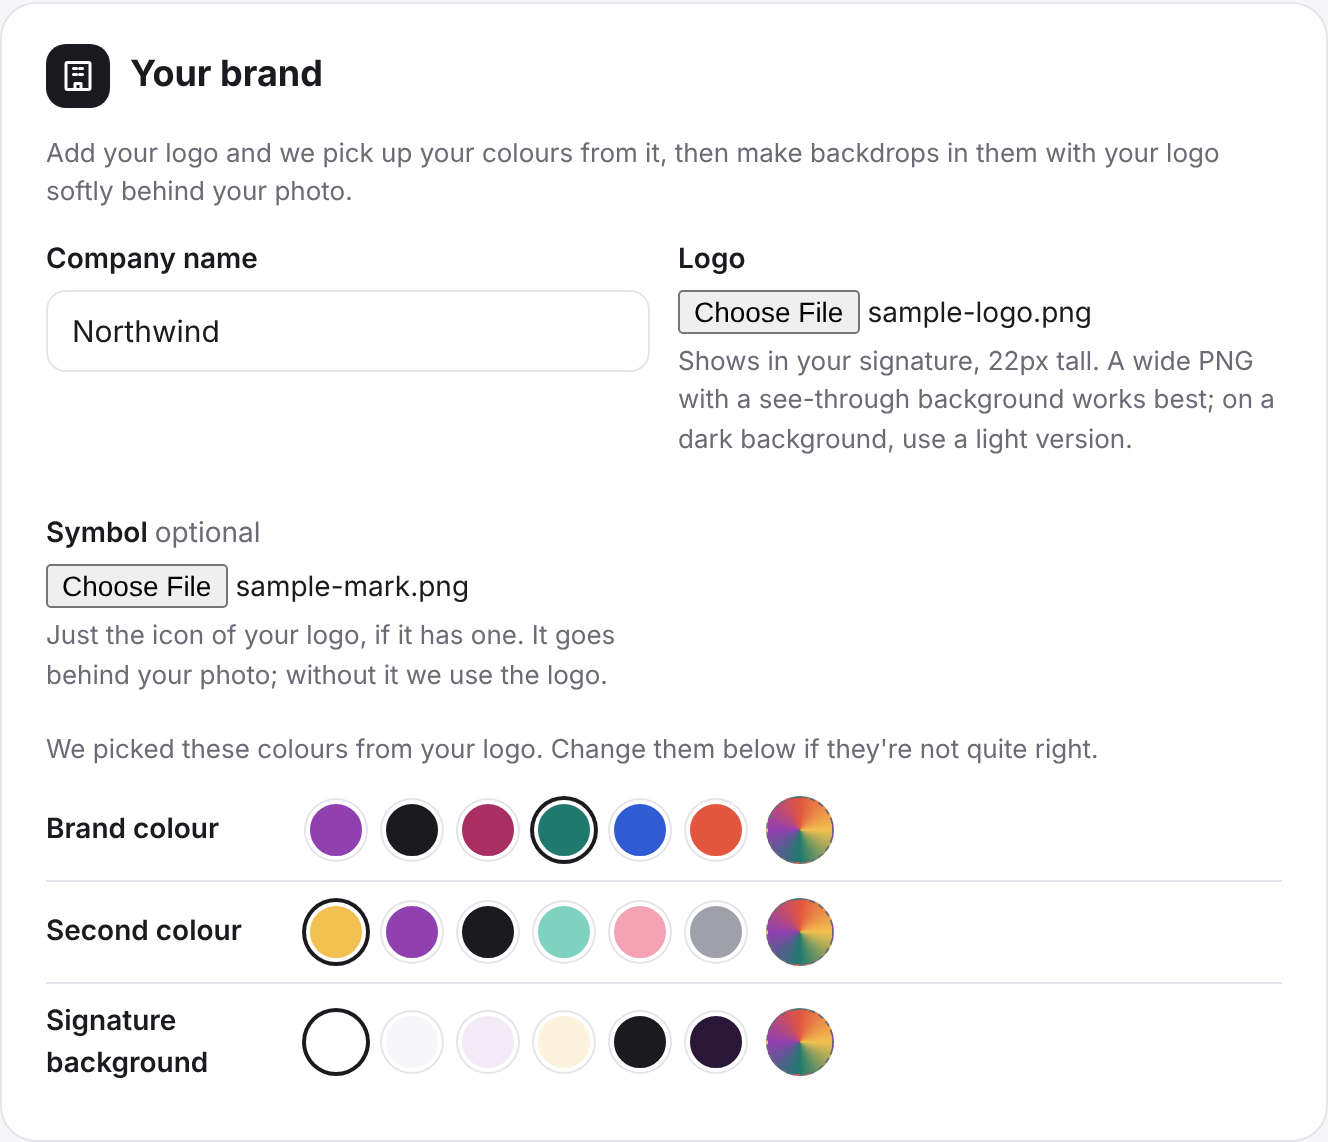 Your brand
Add your logo and we pick up your colours from it, then make backdrops in them with your logo
softly behind your photo.
Company name
Northwind
Logo
Choose File sample-logo.png
Shows in your signature, 22px tall. A wide PNG
with a see-through background works best; on a
dark background, use a light version.
Symbol optional
Choose File sample-mark.png
Just the icon of your logo, if it has one. It goes
behind your photo; without it we use the logo.
We picked these colours from your logo. Change them below if they're not quite right.
Brand colour
Second colour
Signature
background